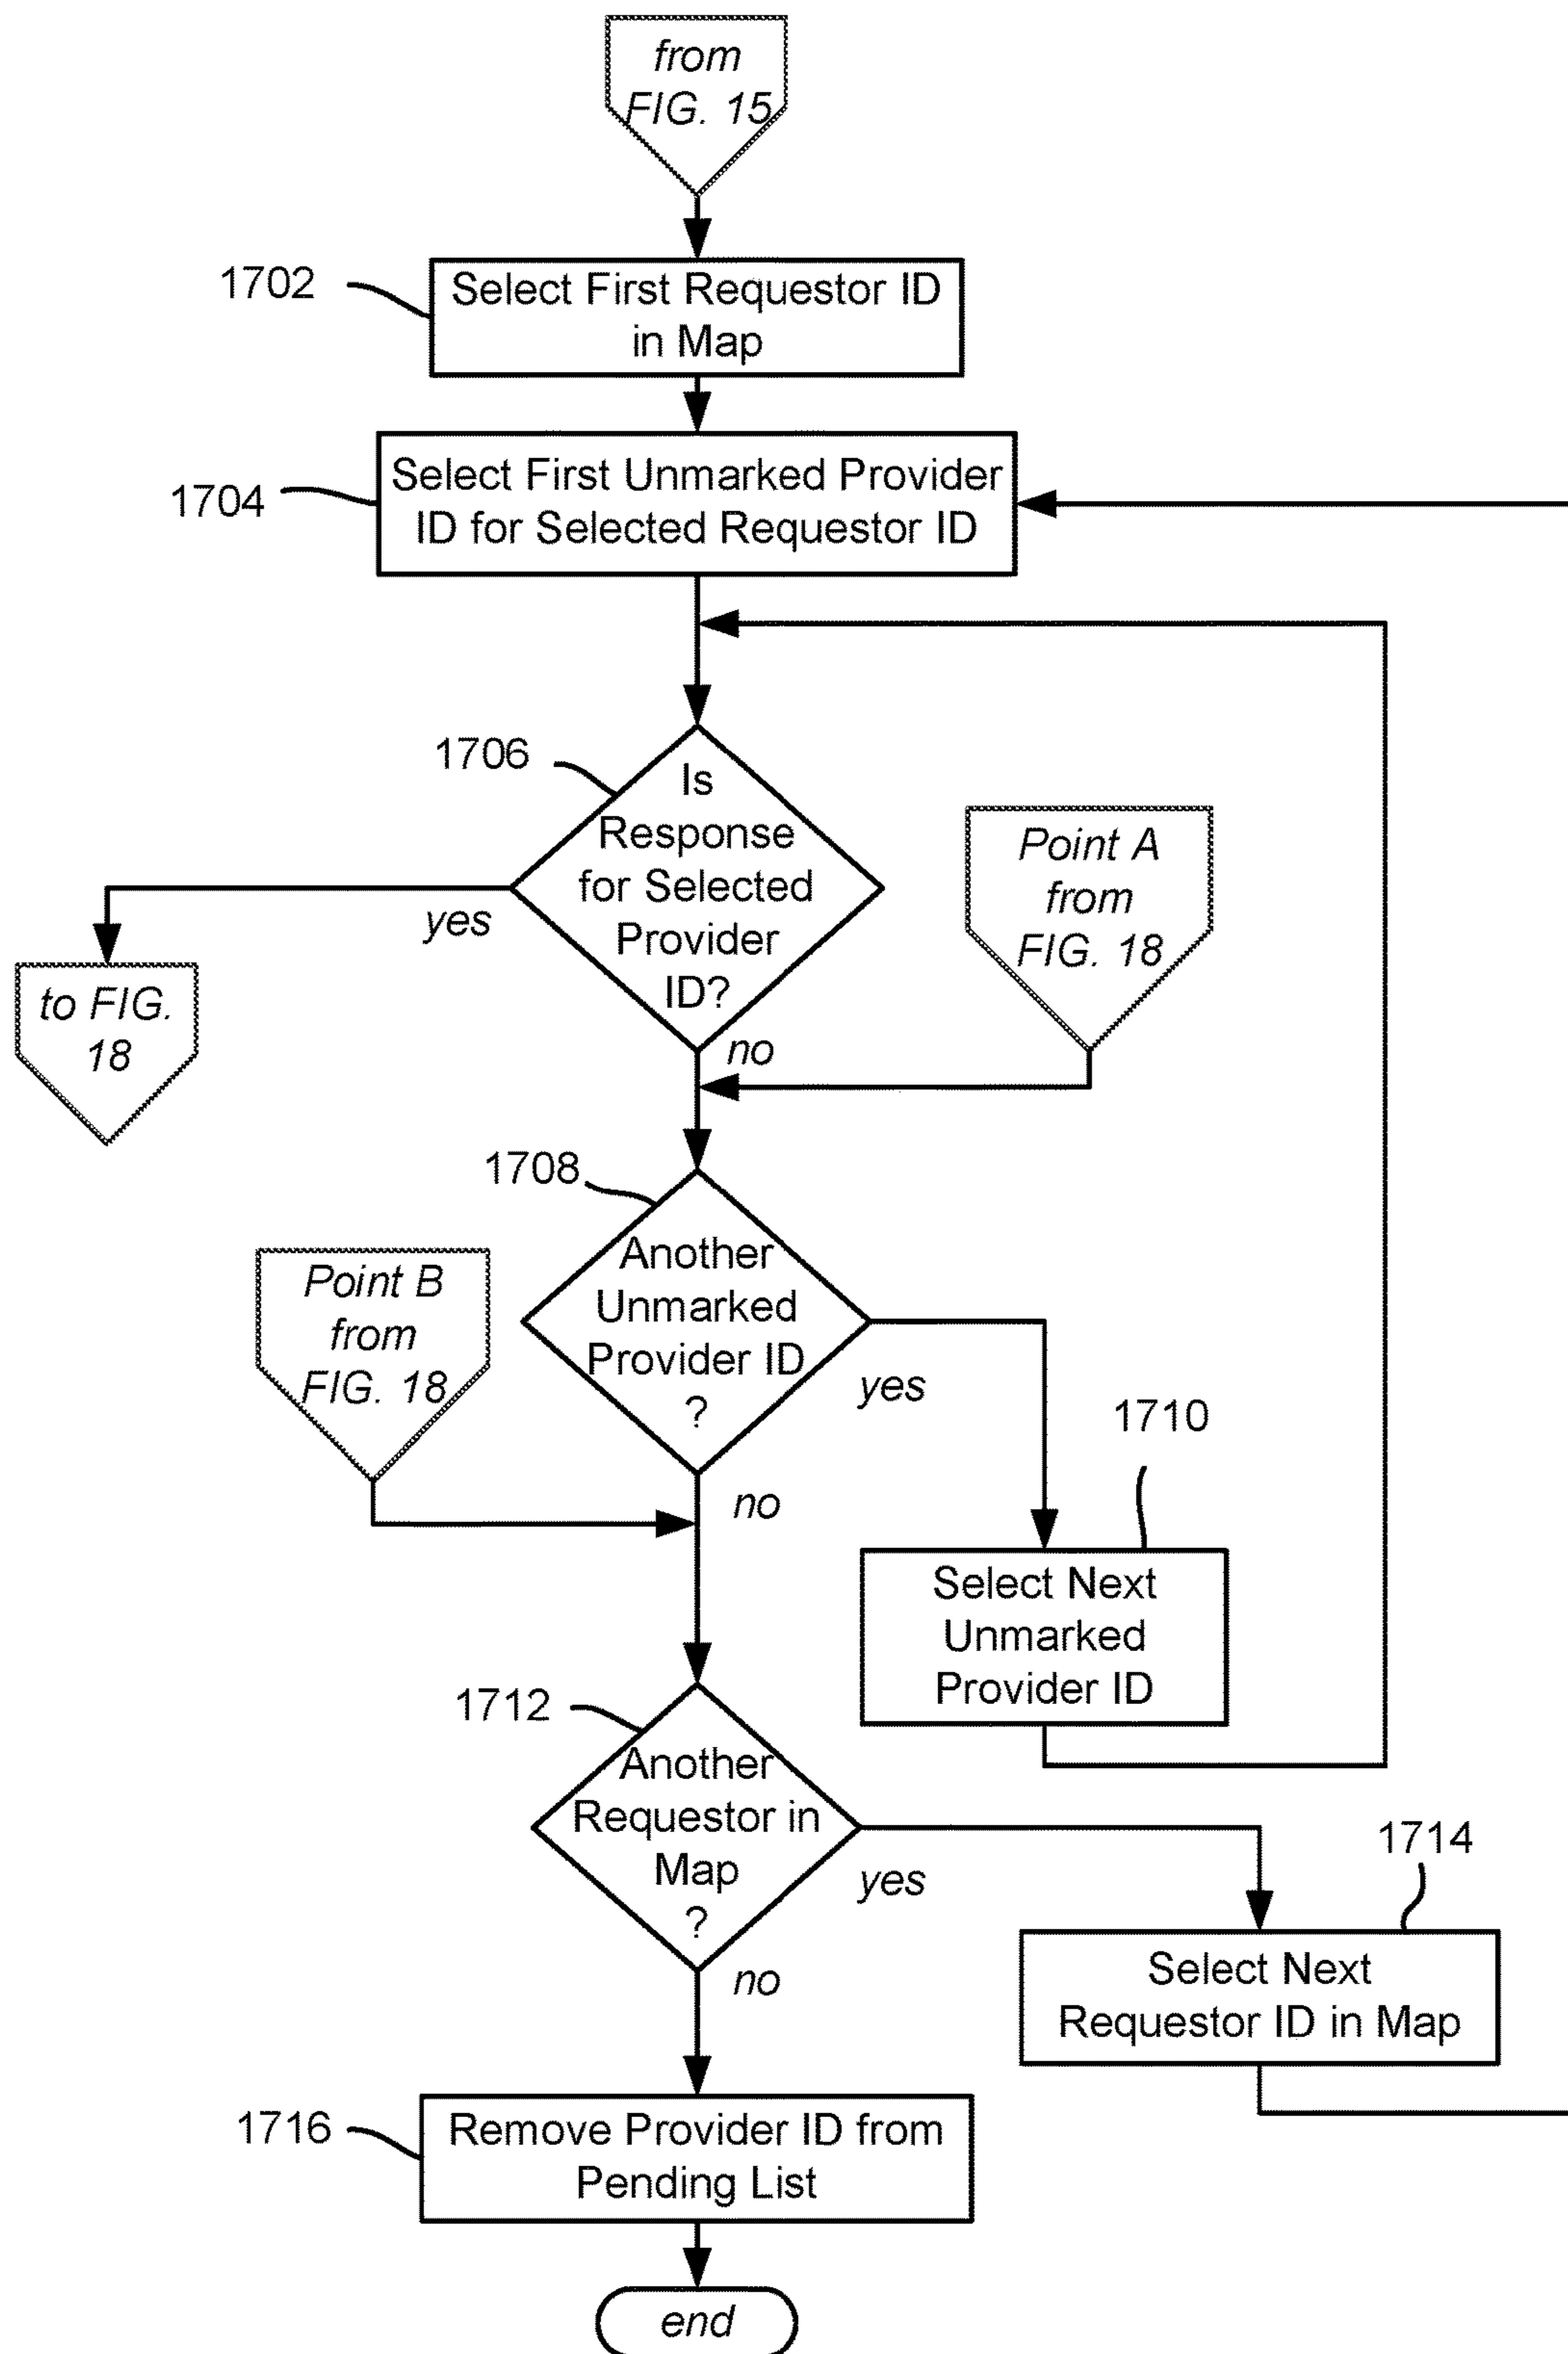 from
FIG. 15
1702
Select First Requestor ID
in Map
1704
Select First Unmarked Provider
ID for Selected Requestor ID
1706
Is
Response
for Selected
Provider
ID?
yes
no
to FIG.
18
Point A
from
FIG. 18
1708
Another
Unmarked
Provider ID
?
yes
no
Point B
from
FIG. 18
1710
Select Next
Unmarked
Provider ID
1712
Another
Requestor in
Map
?
yes
no
1714
Select Next
Requestor ID in Map
1716
Remove Provider ID from
Pending List
end